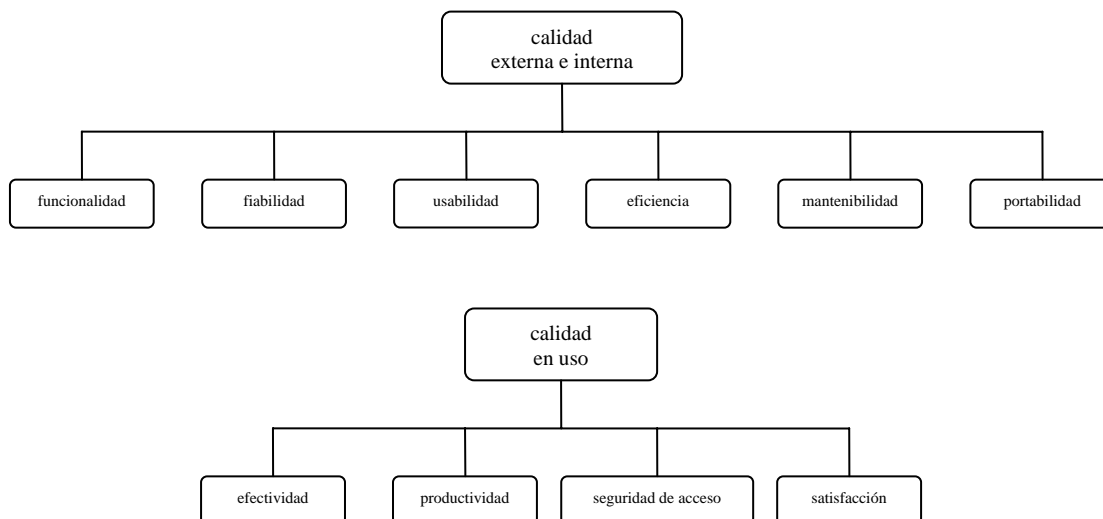 calidad
externa e interna
funcionalidad
fiabilidad
usabilidad
eficiencia
mantenibilidad
portabilidad
calidad
en uso
efectividad
productividad
seguridad de acceso
satisfacción